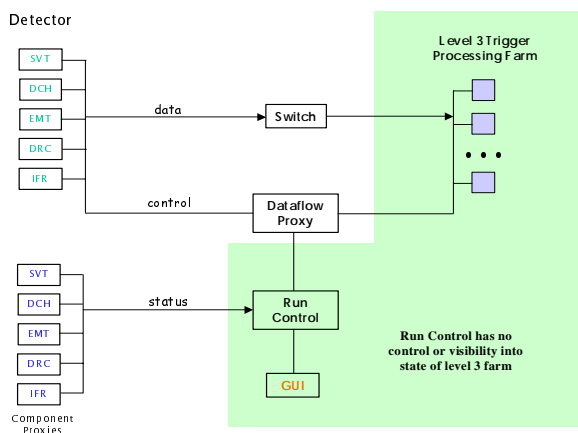 Detector
SVT
DCH
EMT
DRC
IFR
data
Switch
Level 3 Trigger
Processing Farm
• • •
control
Dataflow
Proxy
SVT
DCH
EMT
DRC
IFR
status
Run
Control
GUI
Run Control has no
control or visibility into
state of level 3 farm
Component
Proxies